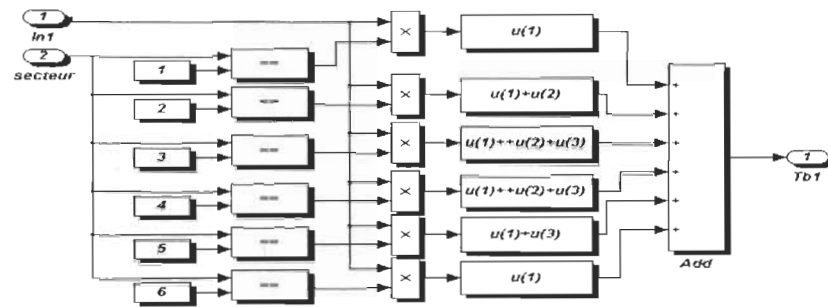 1
In1
2
secteur
1
==
×
u(1)
2
==
×
u(1)+u(2)
3
==
×
u(1)++u(2)+u(3)
4
==
×
u(1)++u(2)+u(3)
5
==
×
u(1)+u(3)
6
==
×
u(1)
+
+
+
+
+
+
Add
1
Tb1